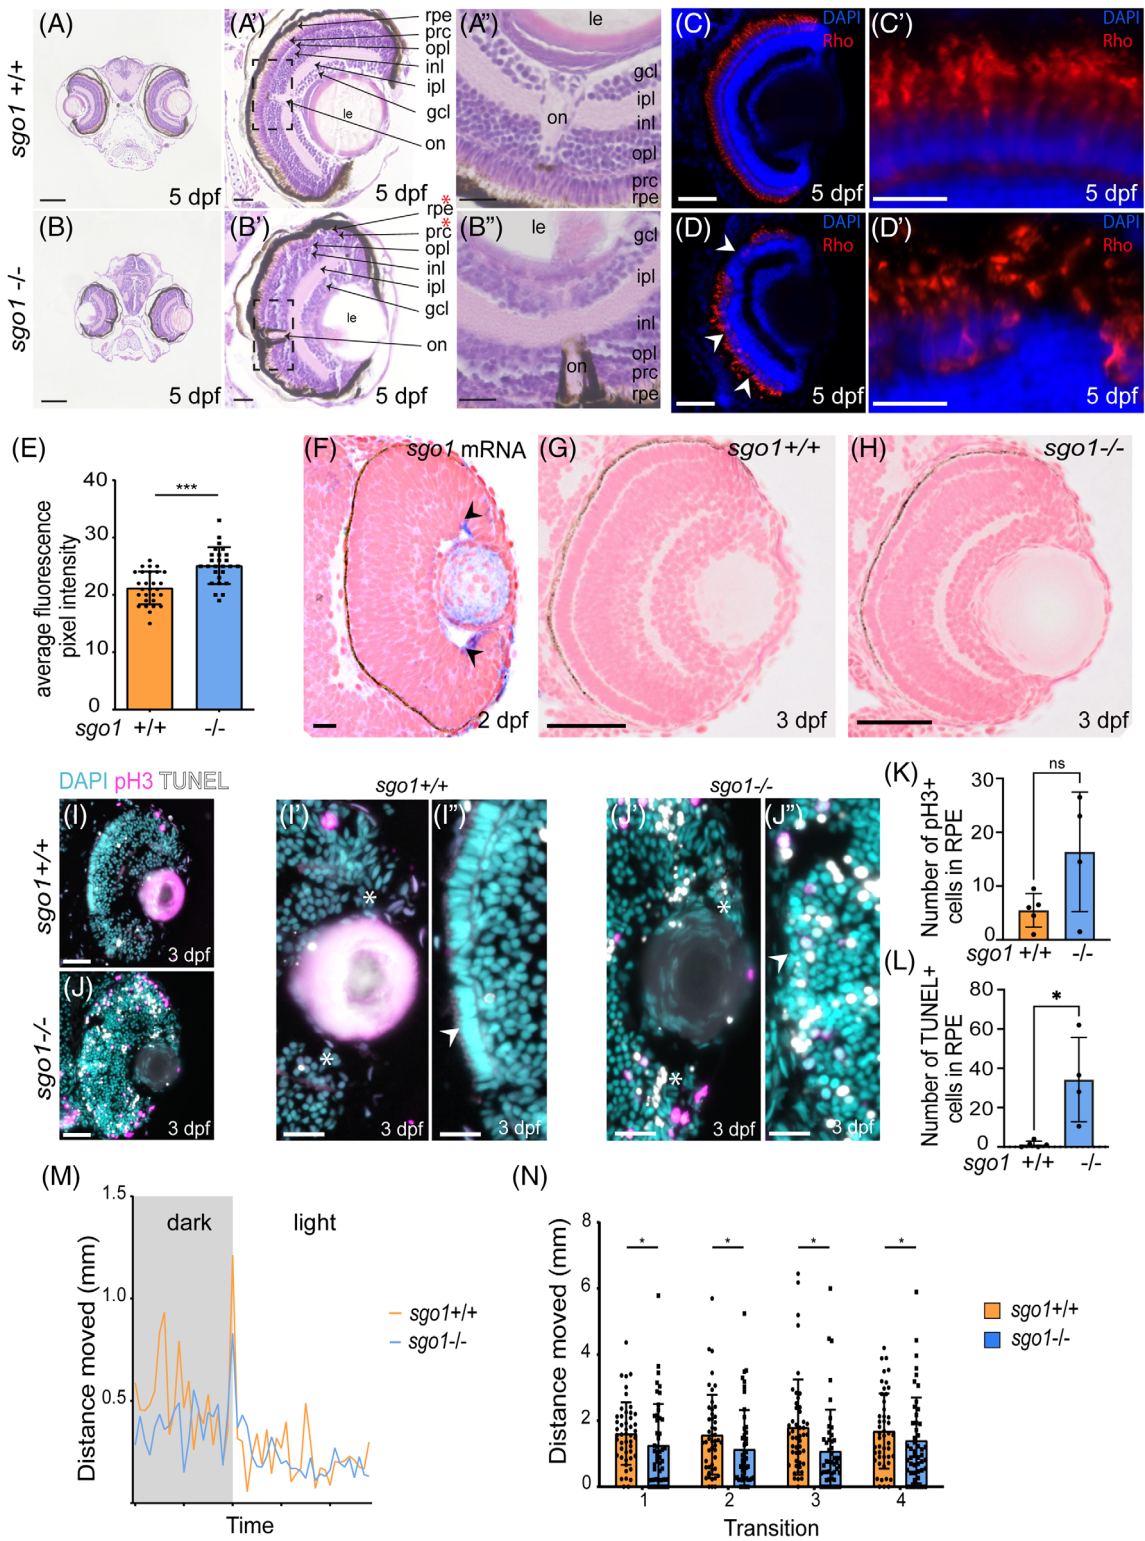 (A)
(A')
(A'')
(C)
(C')
sgo1 +/+
5 dpf
5 dpf
rpe
prc
opl
inl
ipl
gcl
on
le
le
gcl
ipl
inl
on
opl
prc
rpe
DAPI
Rho
5 dpf
DAPI
Rho
5 dpf
(B)
(B')
(B'')
(D)
(D')
sgo1 -/-
5 dpf
5 dpf
*
rpe
*
prc
opl
inl
ipl
gcl
on
le
le
gcl
ipl
inl
opl
on
prc
rpe
DAPI
Rho
5 dpf
DAPI
Rho
5 dpf
(E)
average fluorescence
pixel intensity
40
30
20
10
0
***
sgo1 +/+ -/-
(F)
sgo1 mRNA
2 dpf
(G)
sgo1+/+
3 dpf
(H)
sgo1-/-
3 dpf
DAPI pH3 TUNEL
sgo1+/+
sgo1-/-
(I)
sgo1+/+
3 dpf
(I')
*
*
3 dpf
(I'')
3 dpf
(J)
sgo1-/-
3 dpf
(J')
*
*
3 dpf
(J'')
3 dpf
(K)
Number of pH3+
cells in RPE
30
20
10
0
ns
sgo1 +/+ -/-
(L)
Number of TUNEL+
cells in RPE
80
60
40
20
0
*
sgo1 +/+ -/-
(M)
Distance moved (mm)
1.5
1.0
0.5
dark
light
Time
sgo1+/+
sgo1-/-
(N)
Distance moved (mm)
8
6
4
2
0
* * * *
1 2 3 4
Transition
sgo1+/+
sgo1-/-